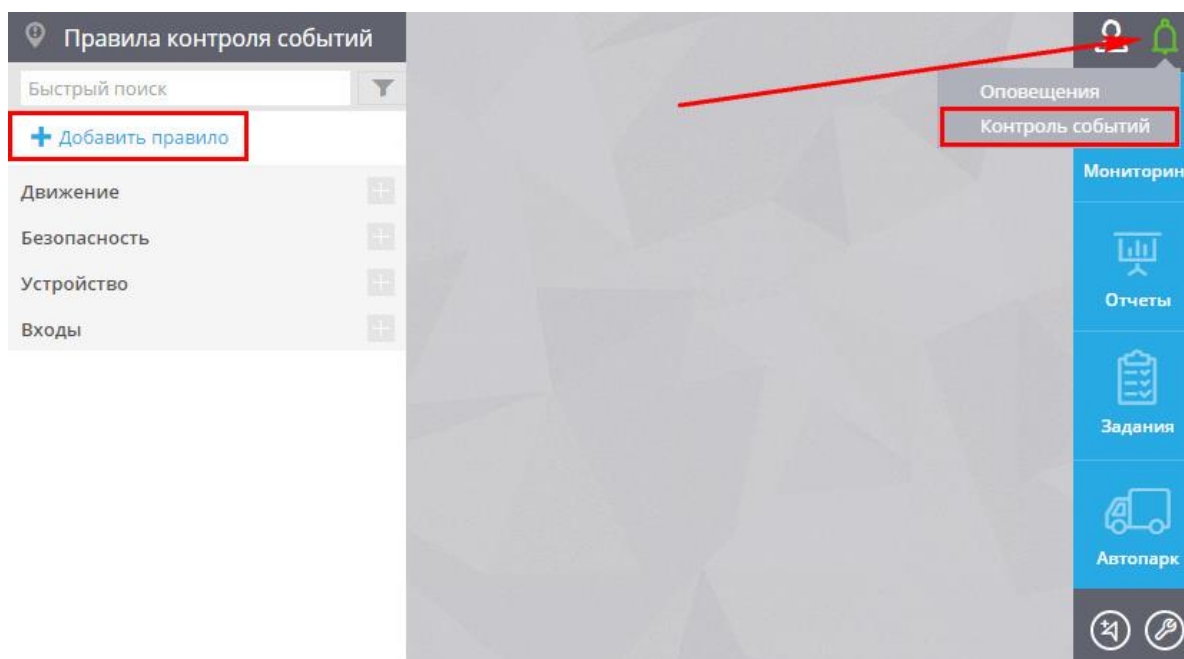 Правила контроля событий
Быстрый поиск
Добавить правило
Движение
Безопасность
Устройство
Входы
Оповещения
Контроль событий
Мониторин
Отчеты
Задания
Автопарк